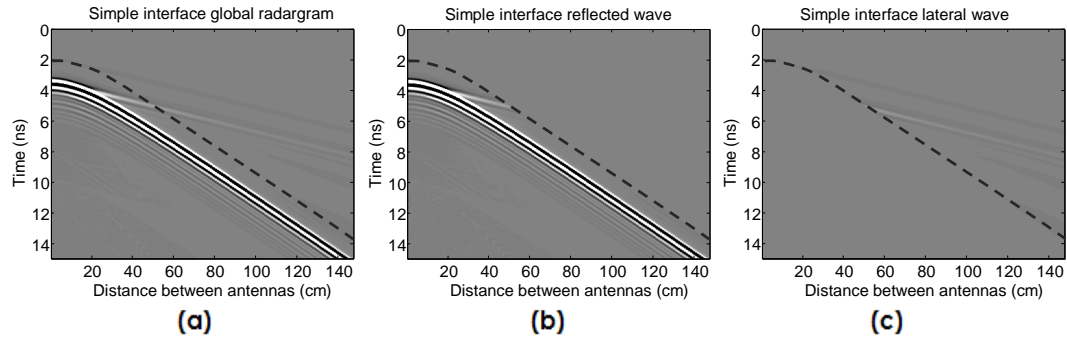 Simple interface global radargram
Simple interface reflected wave
Simple interface lateral wave
0
2
4
6
8
10
12
14
Time (ns)
20 40 60 80 100 120 140
Distance between antennas (cm)
(a)
0
2
4
6
8
10
12
14
Time (ns)
20 40 60 80 100 120 140
Distance between antennas (cm)
(b)
0
2
4
6
8
10
12
14
Time (ns)
20 40 60 80 100 120 140
Distance between antennas (cm)
(c)